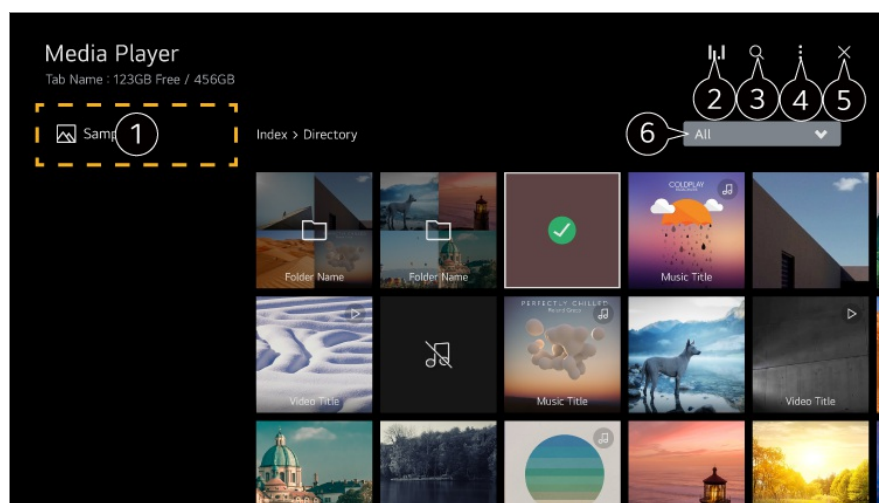 Media Player
Tab Name : 123GB Free / 456GB
2
3
4
5
1
Index > Directory
6
All
Folder Name
Folder Name
COLDPLAY
Music Title
Video Title
PERFECTLY CHILLED
Music Title
Video Title